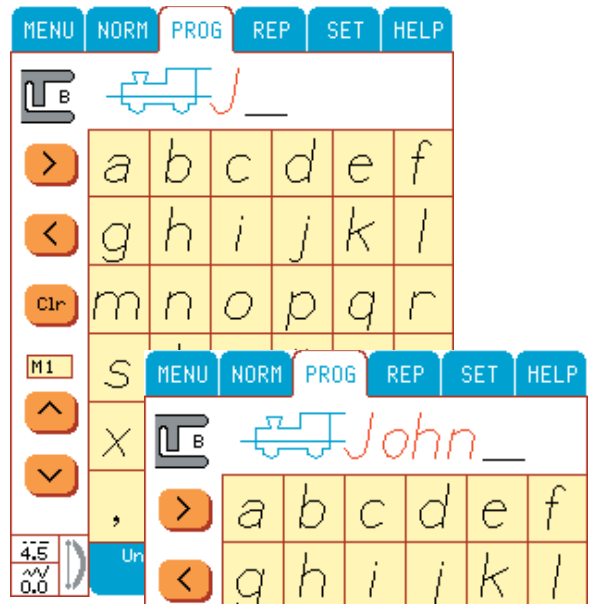 MENU NORM PROG REP SET HELP
B J_
> a b c d e f
< g h i j k l
Clr m n o p q r
M1 s
x
,
4.5
0.0
Un
MENU NORM PROG REP SET HELP
B John_
> a b c d e f
< g h i j k l